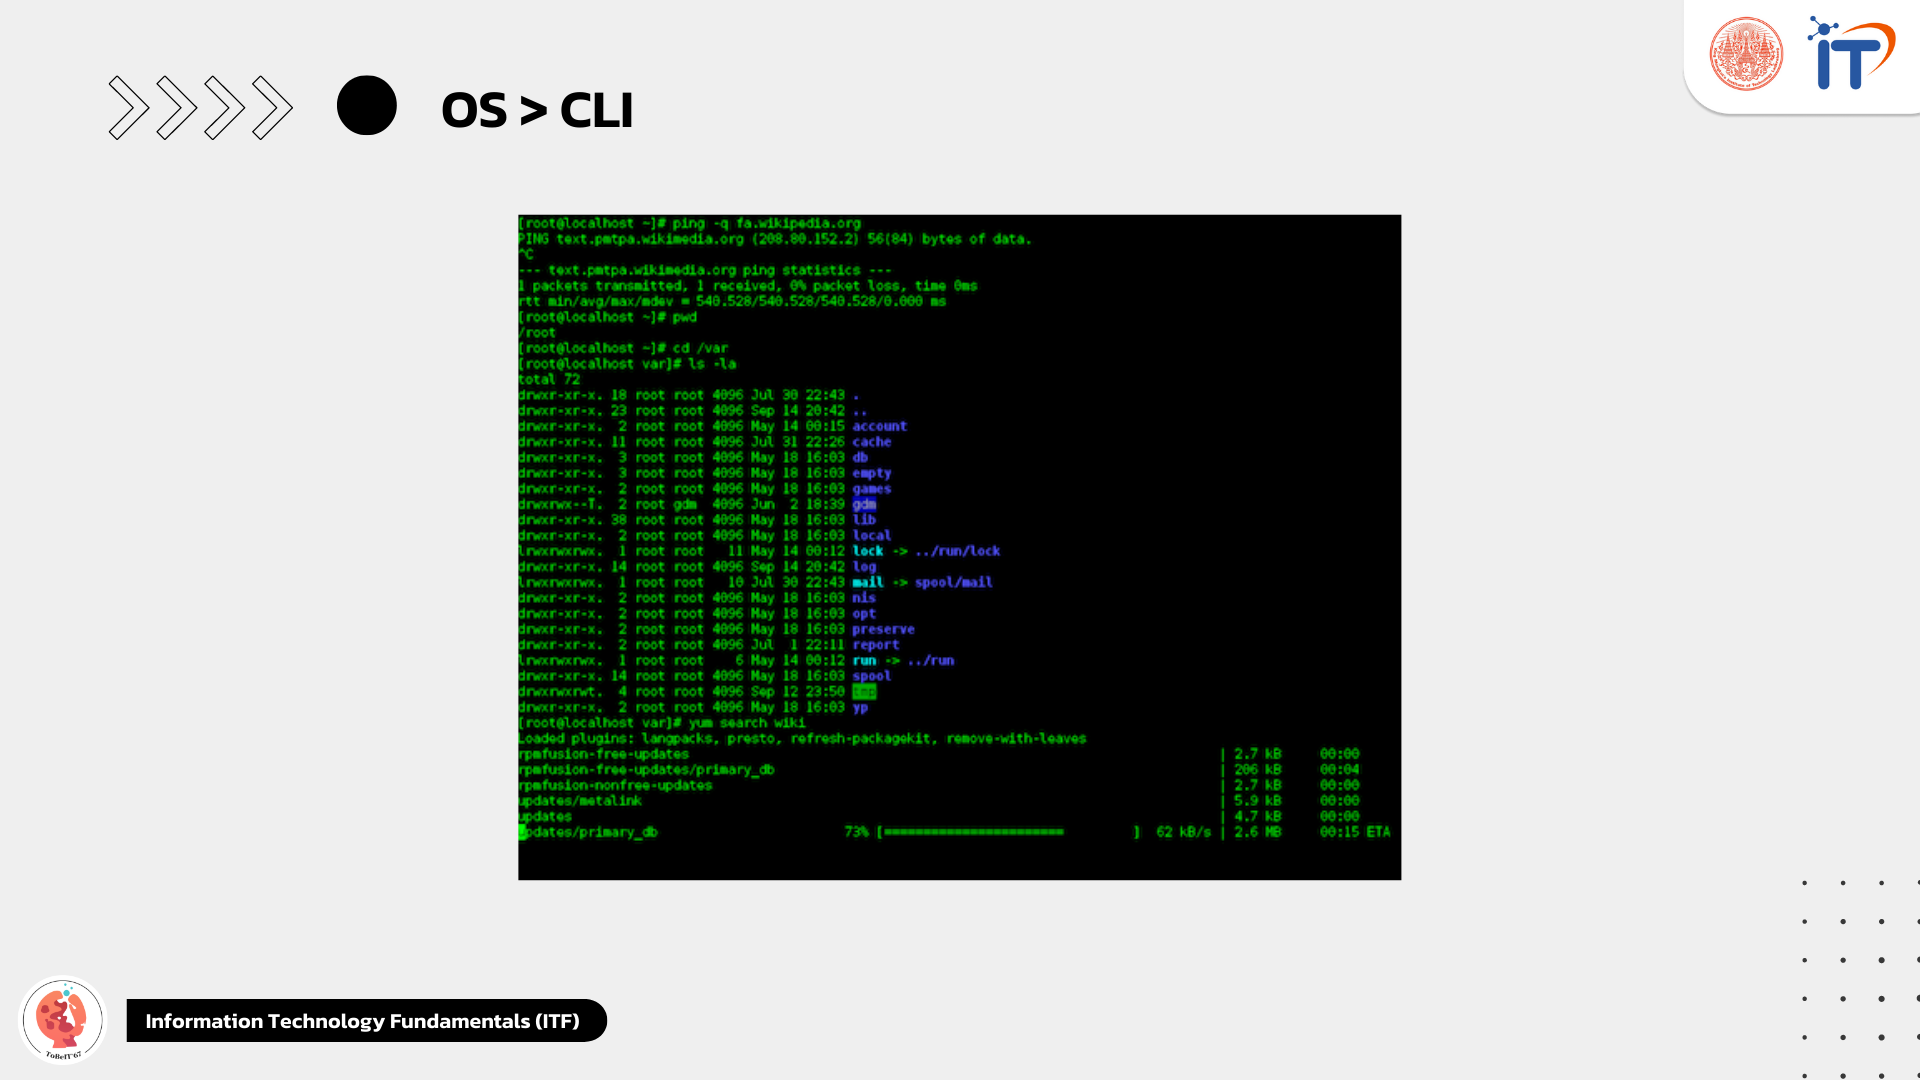 OS > CLI
IT
[root@localhost ~]# ping -q fa.wikipedia.org
PING text.pmtpa.wikimedia.org (208.80.152.2) 56(84) bytes of data.
^C
--- text.pmtpa.wikimedia.org ping statistics ---
1 packets transmitted, 1 received, 0% packet loss, time 0ms
rtt min/avg/max/mdev = 540.528/540.528/540.528/0.000 ms
[root@localhost ~]# pwd
/root
[root@localhost ~]# cd /var
[root@localhost var]# ls -la
total 72
drwxr-xr-x. 18 root root 4096 Jul 30 22:43 .
drwxr-xr-x. 23 root root 4096 Sep 14 20:42 ..
drwxr-xr-x.  2 root root 4096 May 14 00:15 account
drwxr-xr-x. 11 root root 4096 Jul 31 22:26 cache
drwxr-xr-x.  3 root root 4096 May 18 16:03 db
drwxr-xr-x.  3 root root 4096 May 18 16:03 empty
drwxr-xr-x.  2 root root 4096 May 18 16:03 games
drwxrwx--T.  2 root gdm  4096 Jun  2 18:39 gdm
drwxr-xr-x. 38 root root 4096 May 18 16:03 lib
drwxr-xr-x.  2 root root 4096 May 18 16:03 local
lrwxrwxrwx.  1 root root   11 May 14 00:12 lock -> ../run/lock
drwxr-xr-x. 14 root root 4096 Sep 14 20:42 log
lrwxrwxrwx.  1 root root   10 Jul 30 22:43 mail -> spool/mail
drwxr-xr-x.  2 root root 4096 May 18 16:03 nis
drwxr-xr-x.  2 root root 4096 May 18 16:03 opt
drwxr-xr-x.  2 root root 4096 May 18 16:03 preserve
drwxr-xr-x.  2 root root 4096 Jul  1 22:11 report
lrwxrwxrwx.  1 root root    6 May 14 00:12 run -> ../run
drwxr-xr-x. 14 root root 4096 May 18 16:03 spool
drwxrwxrwt.  4 root root 4096 Sep 12 23:50 tmp
drwxr-xr-x.  2 root root 4096 May 18 16:03 yp
[root@localhost var]# yum search wiki
Loaded plugins: langpacks, presto, refresh-packagekit, remove-with-leaves
rpmfusion-free-updates | 2.7 kB 00:00
rpmfusion-free-updates/primary_db | 206 kB 00:04
rpmfusion-nonfree-updates | 2.7 kB 00:00
updates/metalink | 5.9 kB 00:00
updates | 4.7 kB 00:00
updates/primary_db 73% [======================= ] 62 kB/s | 2.6 MB 00:15 ETA
ToBeIT'67
Information Technology Fundamentals (ITF)